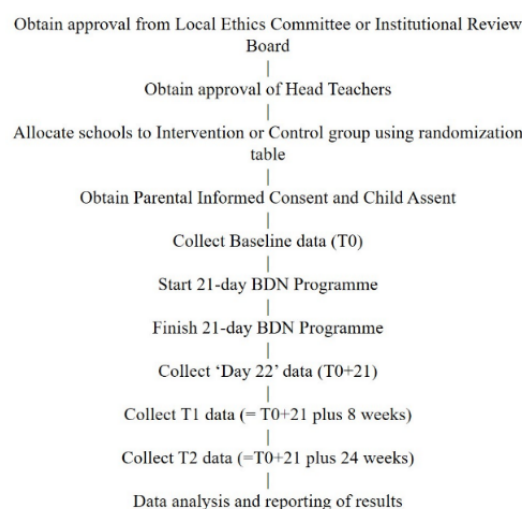 Obtain approval from Local Ethics Committee or Institutional Review
Board
Obtain approval of Head Teachers
Allocate schools to Intervention or Control group using randomization
table
Obtain Parental Informed Consent and Child Assent
Collect Baseline data (T0)
Start 21-day BDN Programme
Finish 21-day BDN Programme
Collect ‘Day 22’ data (T0+21)
Collect T1 data (= T0+21 plus 8 weeks)
Collect T2 data (=T0+21 plus 24 weeks)
Data analysis and reporting of results